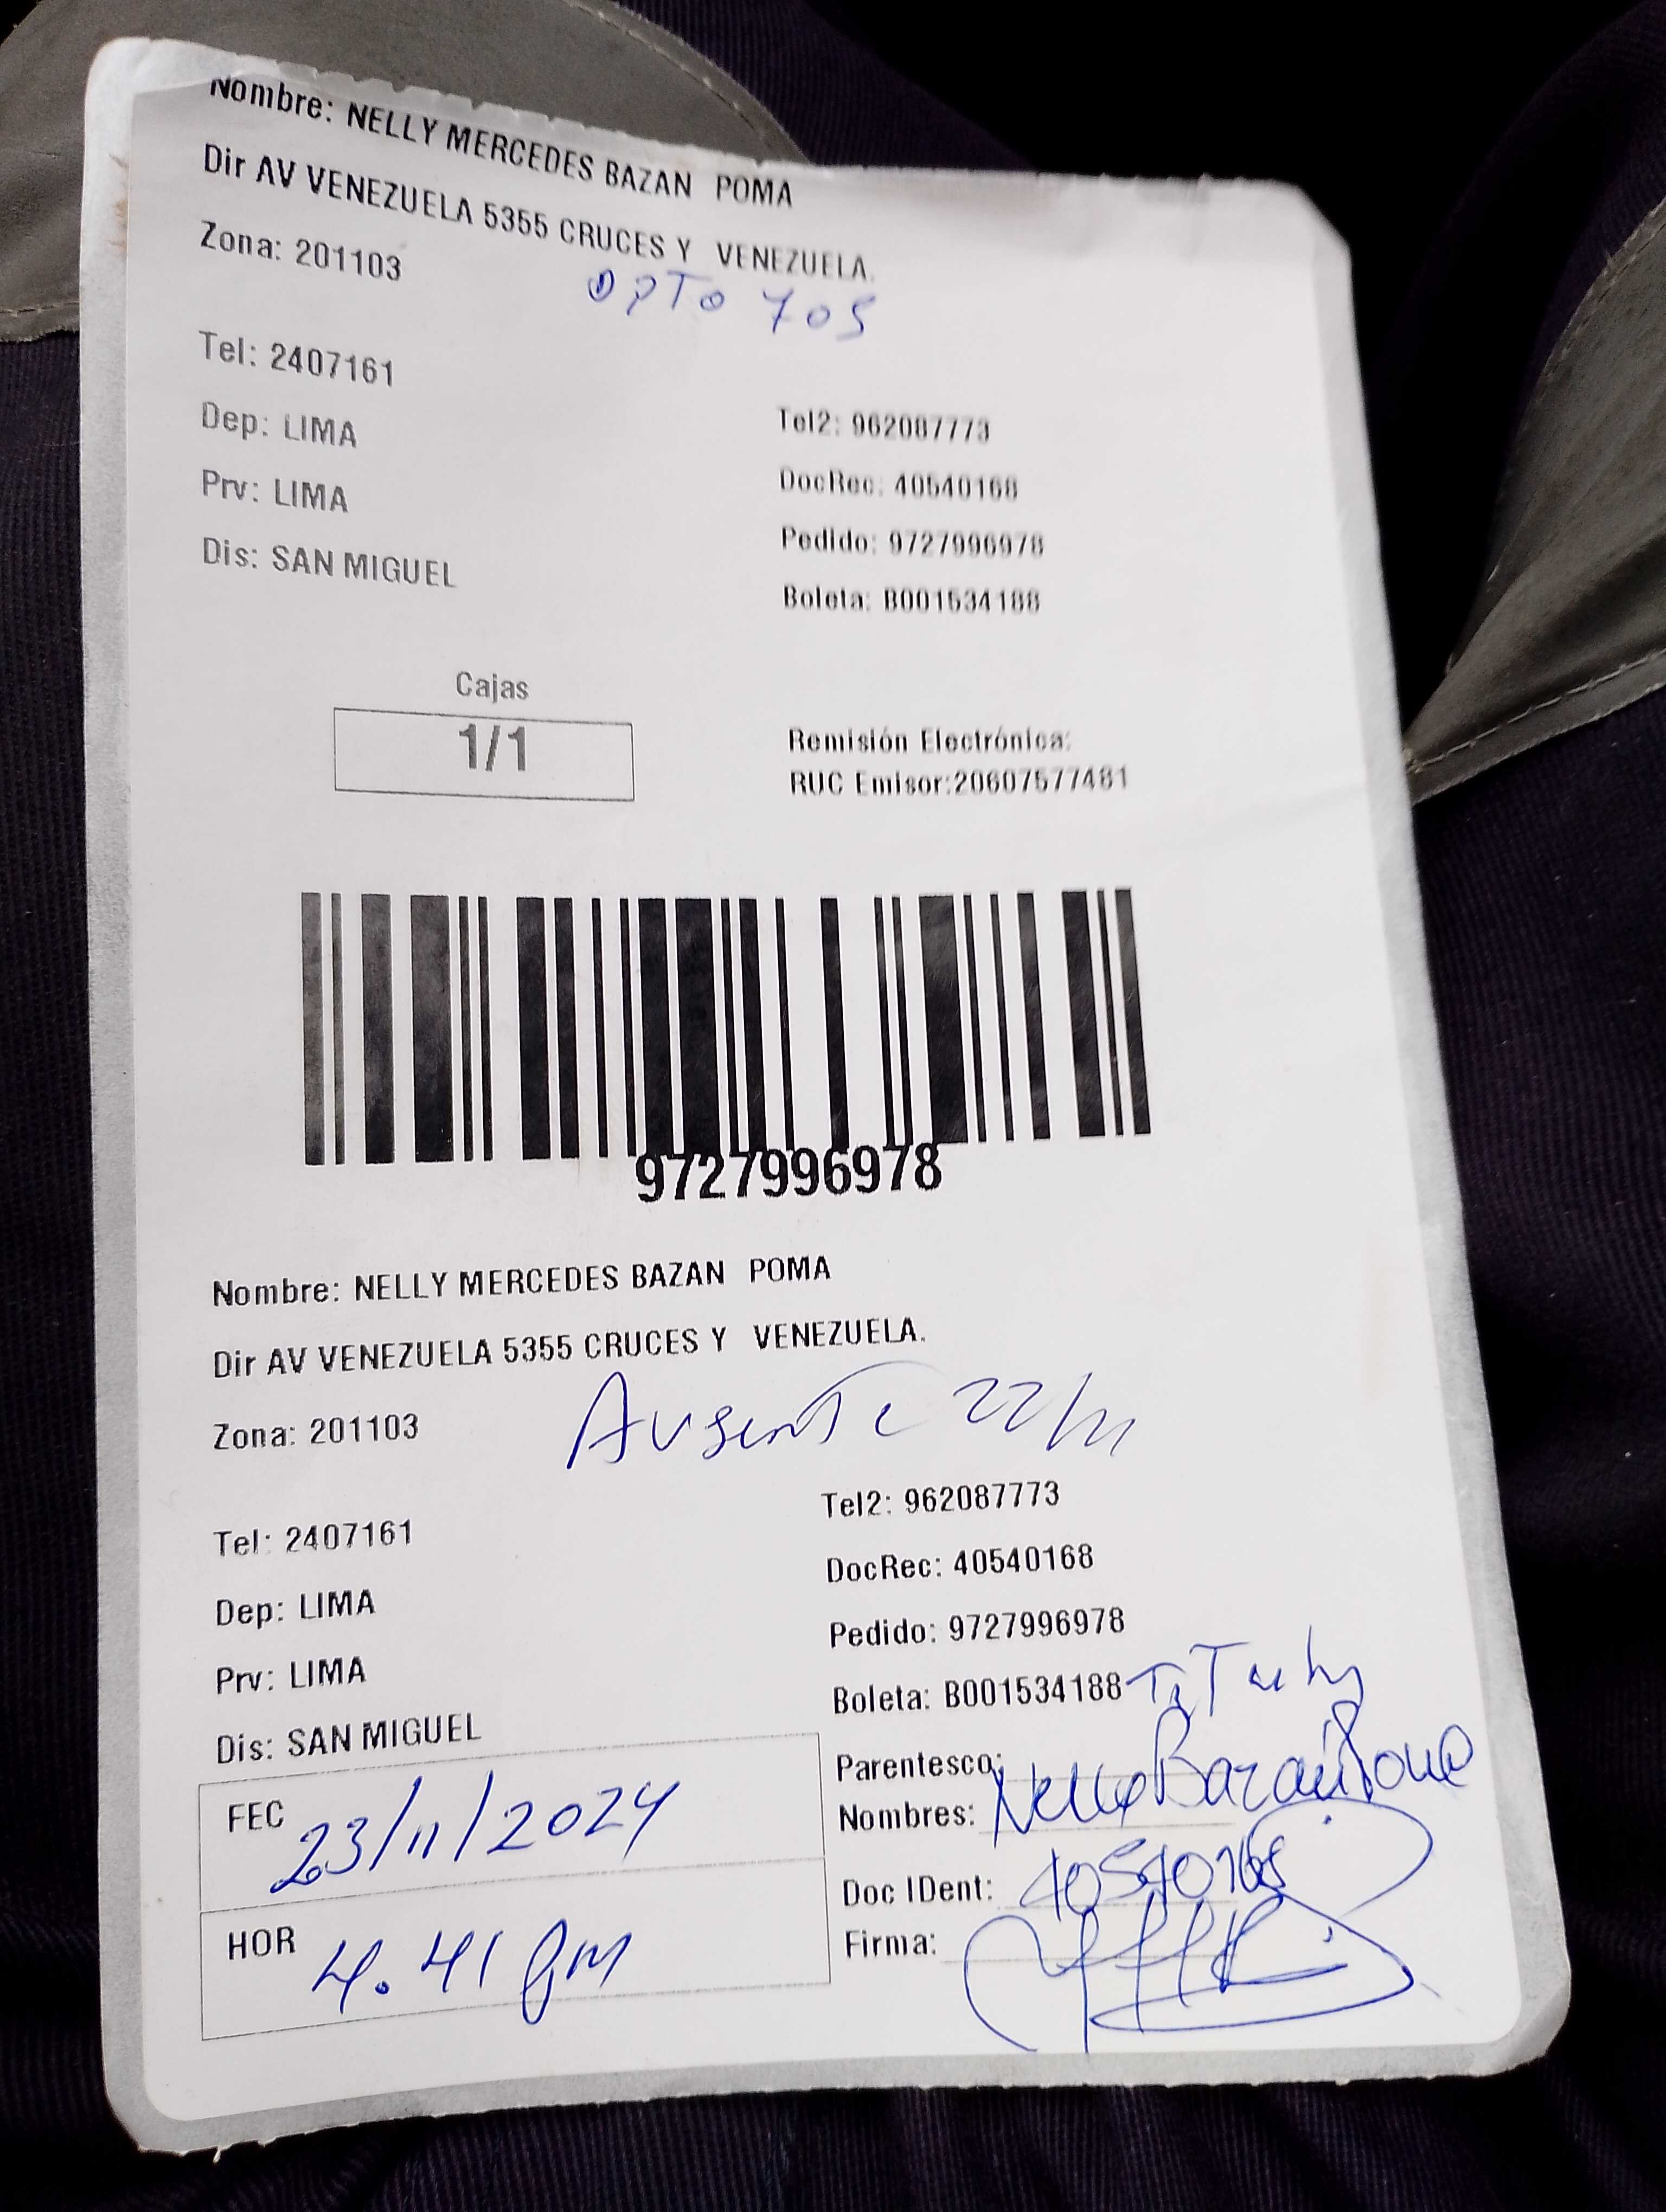 Nombre: NELLY MERCEDES BAZAN POMA
Dir AV VENEZUELA 5355 CRUCES Y VENEZUELA.
Zona: 201103
DPTO 705
Tel: 2407161
Dep: LIMA
Prv: LIMA
Dis: SAN MIGUEL
Tel2: 962087773
DocRec: 40540168
Pedido: 9727996978
Boleta: B001534188
Cajas
1/1
Remisión Electrónica:
RUC Emisor:20607577481
9727996978
Nombre: NELLY MERCEDES BAZAN POMA
Dir AV VENEZUELA 5355 CRUCES Y VENEZUELA.
Zona: 201103
Ausente 22/11
Tel: 2407161
Dep: LIMA
Prv: LIMA
Dis: SAN MIGUEL
Tel2: 962087773
DocRec: 40540168
Pedido: 9727996978
Boleta: B001534188
Parentesco:
Nombres: Nelly Bazán Poma
Doc IDent: 40540168
Firma:
FEC 23/11/2024
HOR 4.41 pm